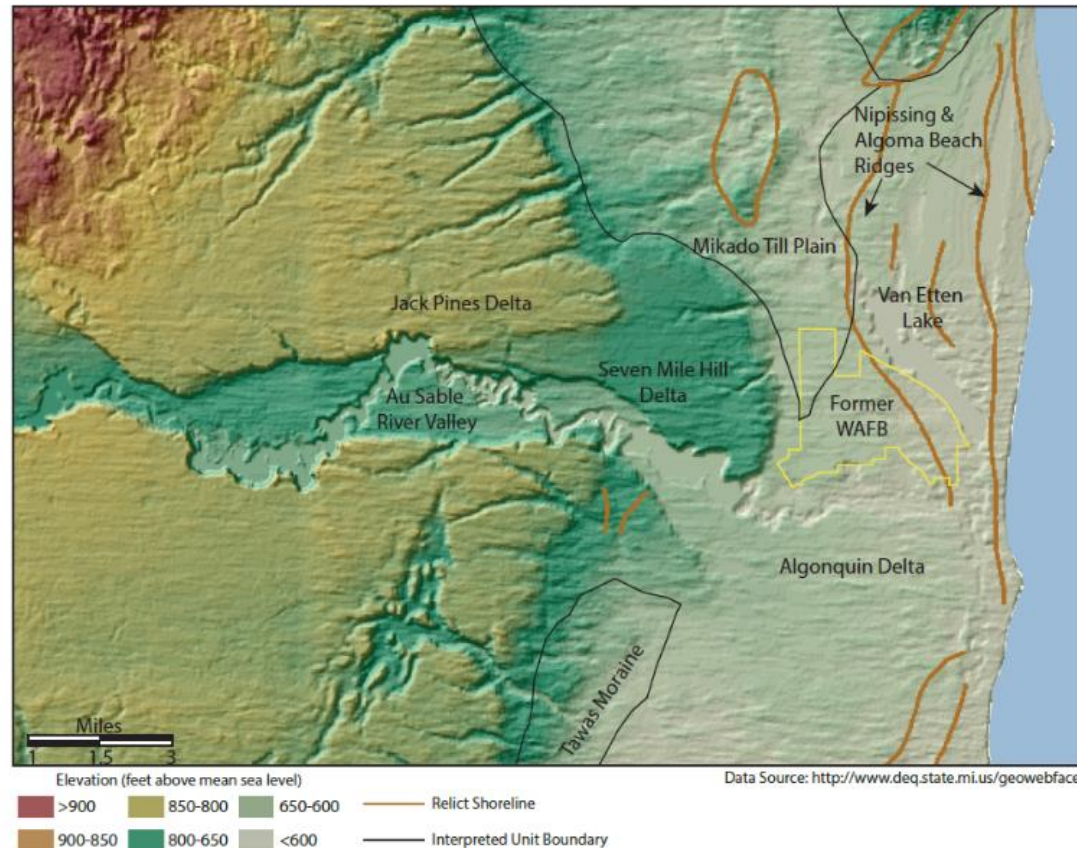 Nipissing &
Algoma Beach
Ridges
Mikado Till Plain
Van Etten
Lake
Jack Pines Delta
Seven Mile Hill
Delta
Au Sable
River Valley
Former
WAFB
Algonquin Delta
Tawas Moraine
Miles
1 1.5 3
Elevation (feet above mean sea level)
Data Source: http://www.deq.state.mi.us/geowebface
>900 850-800 650-600 Relict Shoreline
900-850 800-650 <600 Interpreted Unit Boundary